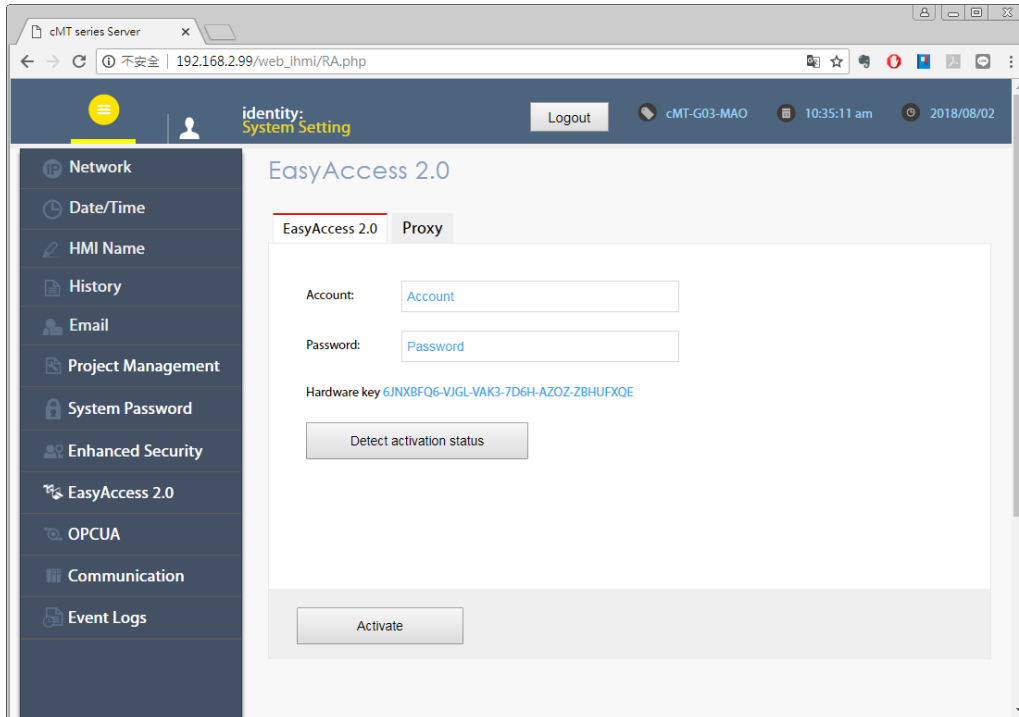 cMT series Server
不安全 | 192.168.2.99/web_ihmi/RA.php
identity:
System Setting
Logout
cMT-G03-MAO
10:35:11 am
2018/08/02
Network
Date/Time
HMI Name
History
Email
Project Management
System Password
Enhanced Security
EasyAccess 2.0
OPCUA
Communication
Event Logs
EasyAccess 2.0
EasyAccess 2.0
Proxy
Account:
Account
Password:
Password
Hardware key 6JNXBFQ6-VJGL-VAK3-7D6H-AZOZ-ZBHUFXQE
Detect activation status
Activate